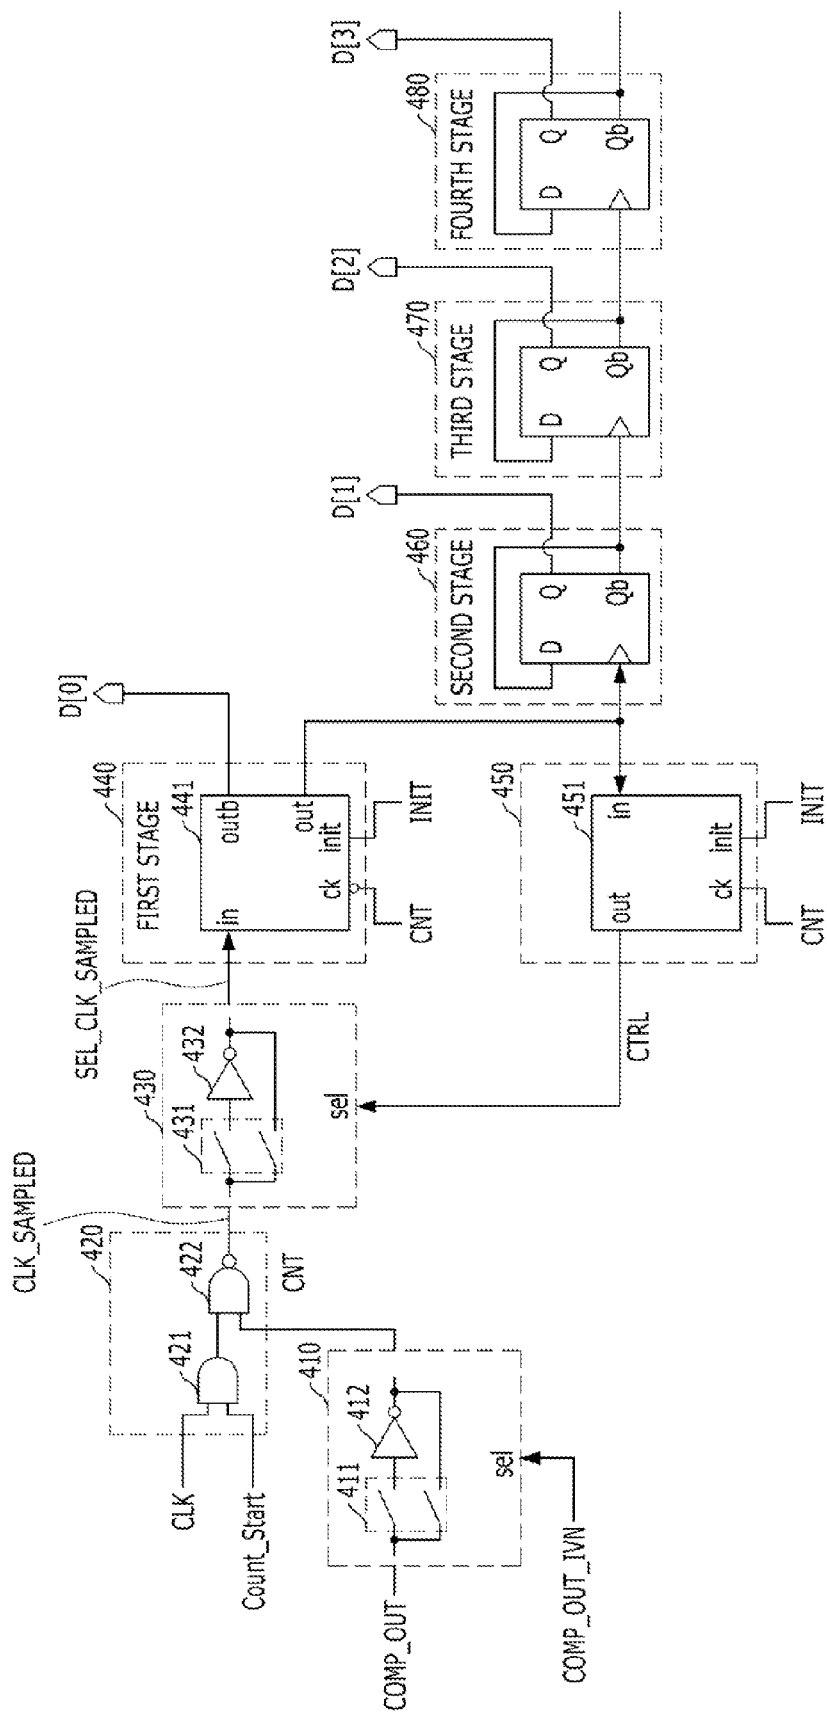 CLK
Count_Start
COMP_OUT
COMP_OUT_IVN
420
421
422
CLK_SAMPLED
CNT
410
411
412
sel
430
431
432
sel
SEL_CLK_SAMPLED
CTRL
440
FIRST STAGE
441
in
outb
out
ck
init
CNT
INIT
D[0]
450
451
out
in
ck
init
CNT
INIT
460
SECOND STAGE
D
Q
Qb
D[1]
470
THIRD STAGE
D
Q
Qb
D[2]
480
FOURTH STAGE
D
Q
Qb
D[3]